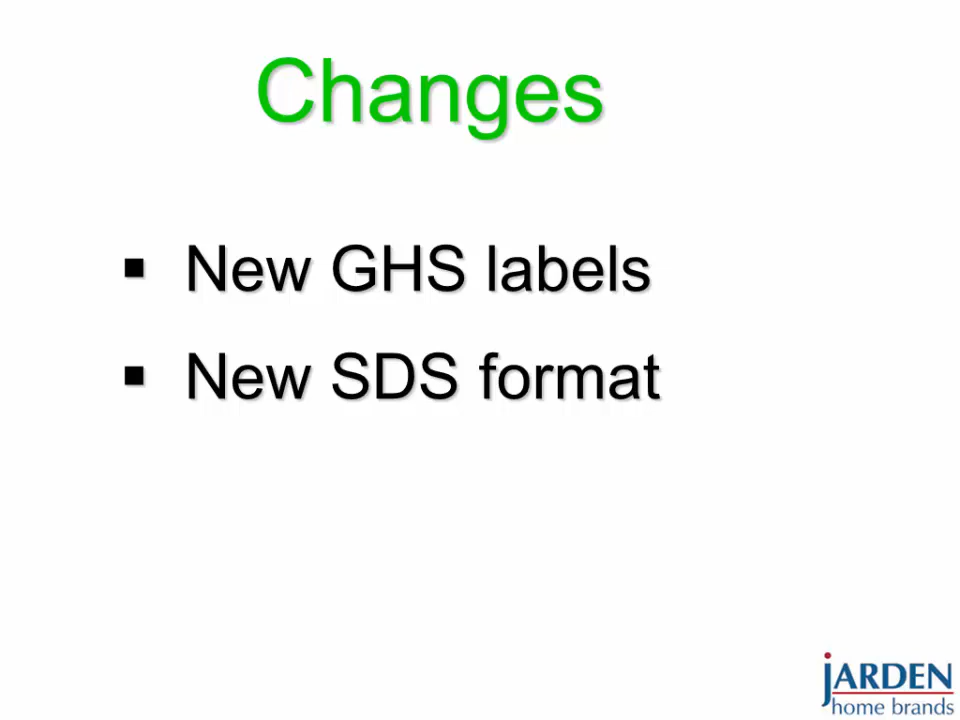 Changes
▪ New GHS labels
▪ New SDS format
jARDEN
home brands